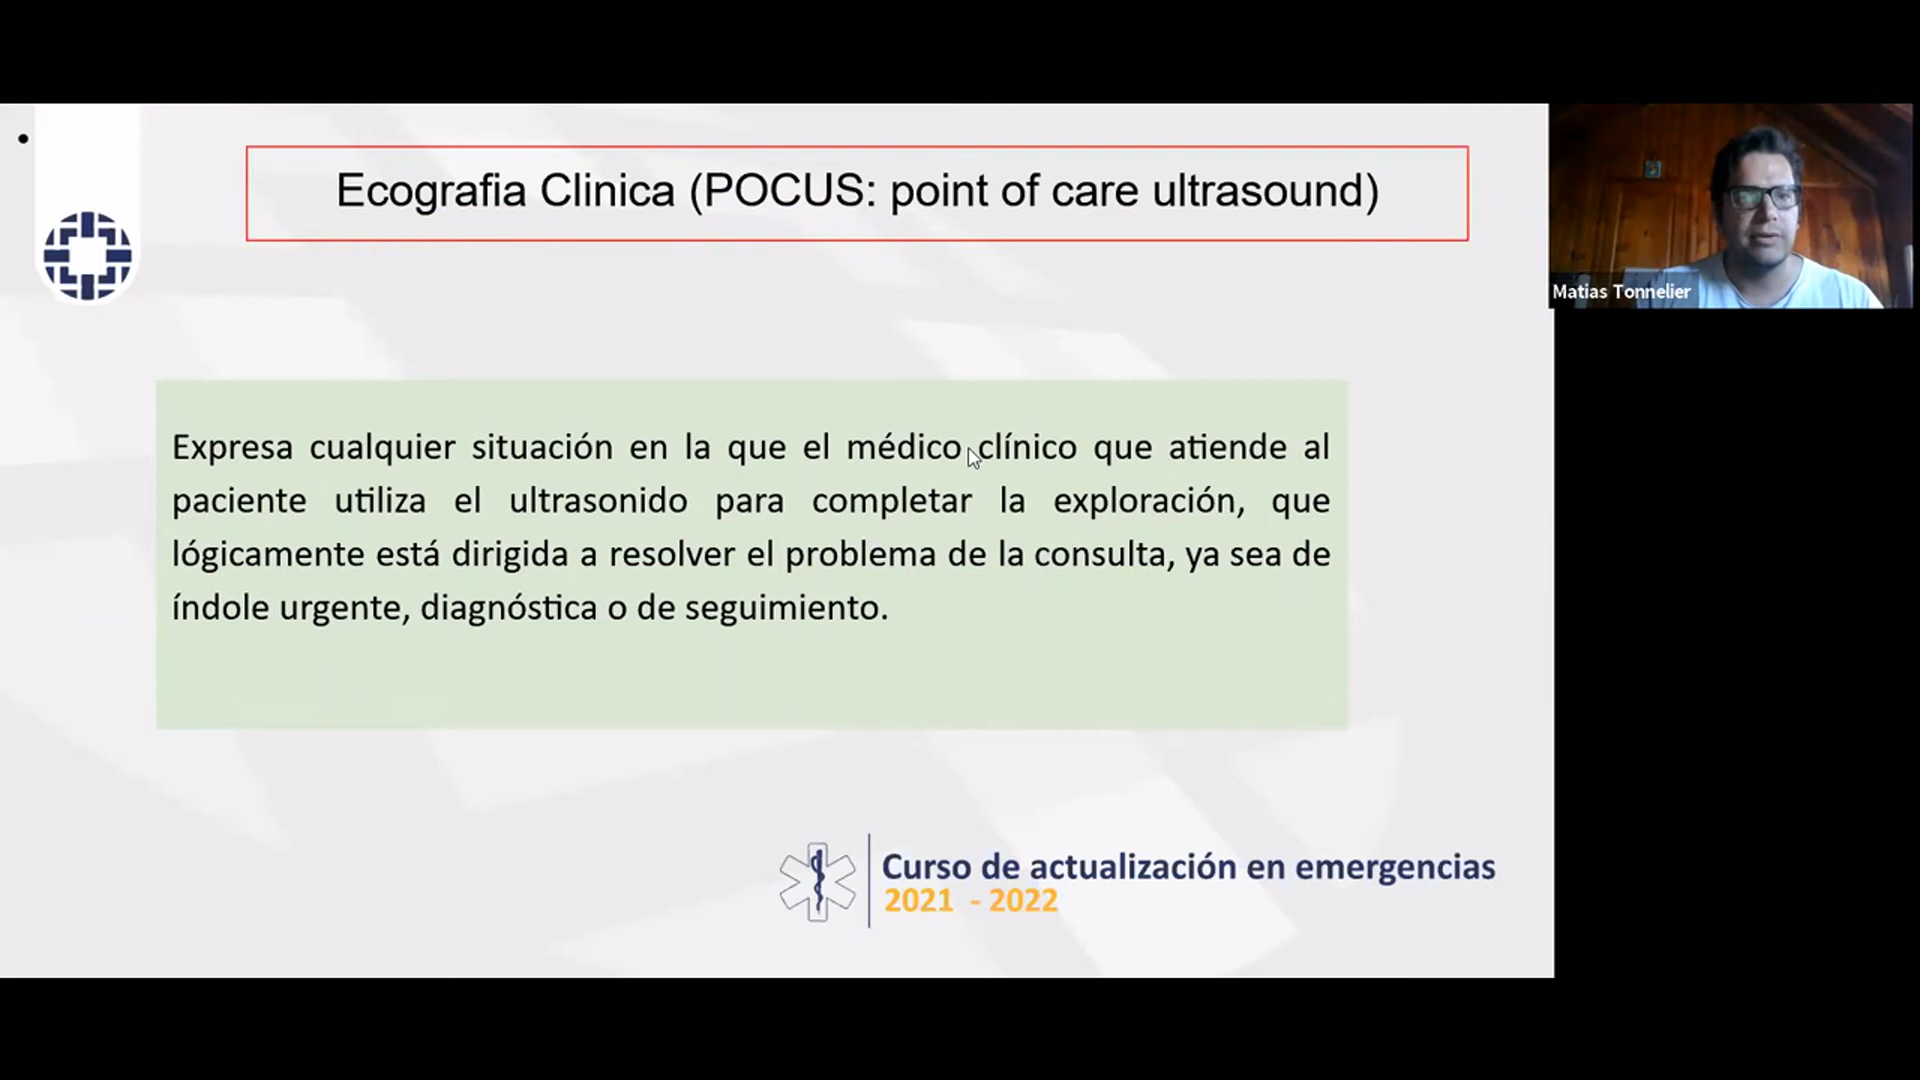 Ecografia Clinica (POCUS: point of care ultrasound)
Matias Tonnelier
Expresa cualquier situación en la que el médico clínico que atiende al
paciente utiliza el ultrasonido para completar la exploración, que
lógicamente está dirigida a resolver el problema de la consulta, ya sea de
índole urgente, diagnóstica o de seguimiento.
Curso de actualización en emergencias
2021 - 2022